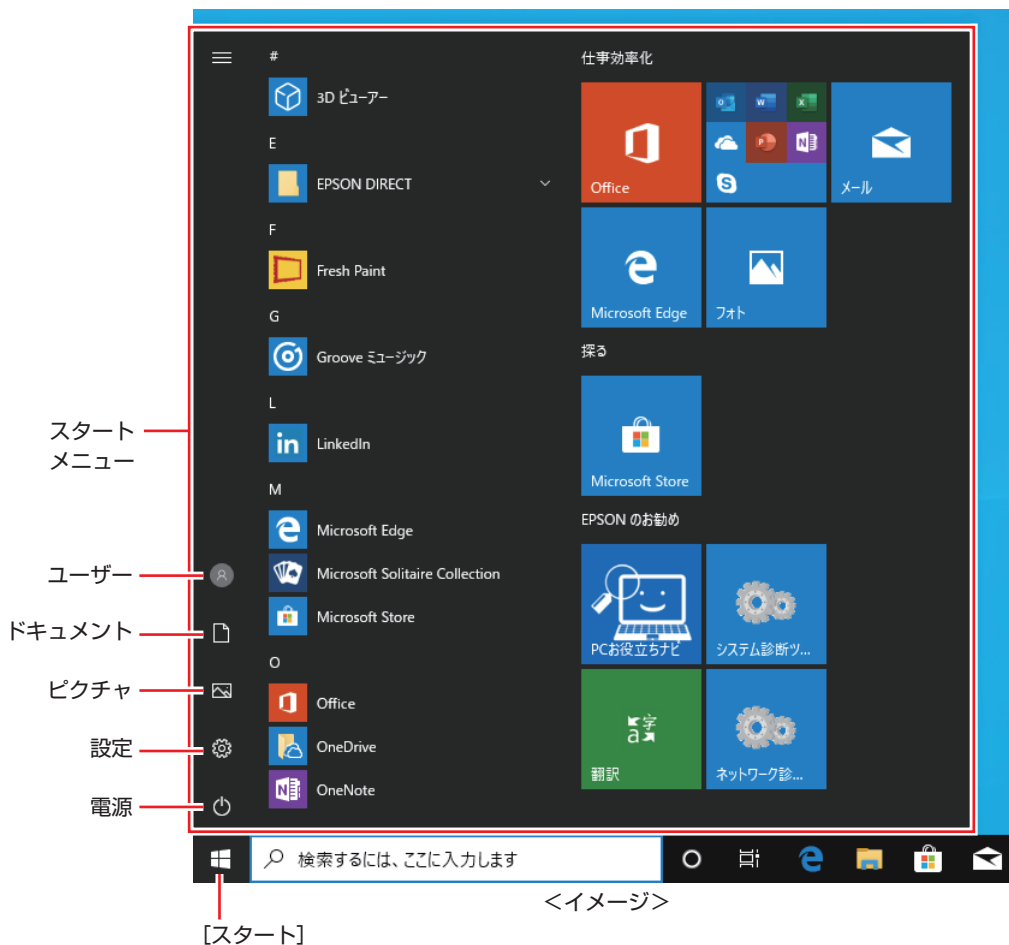 #
3D ビューアー
E
EPSON DIRECT
F
Fresh Paint
G
Groove ミュージック
L
LinkedIn
M
Microsoft Edge
Microsoft Solitaire Collection
Microsoft Store
O
Office
OneDrive
OneNote
仕事効率化
Office
メール
Microsoft Edge
フォト
探る
Microsoft Store
EPSON のお勧め
PCお役立ちナビ
システム診断ツ...
翻訳
ネットワーク診...
スタート
メニュー
ユーザー
ドキュメント
ピクチャ
設定
電源
検索するには、ここに入力します
＜イメージ＞
[スタート]